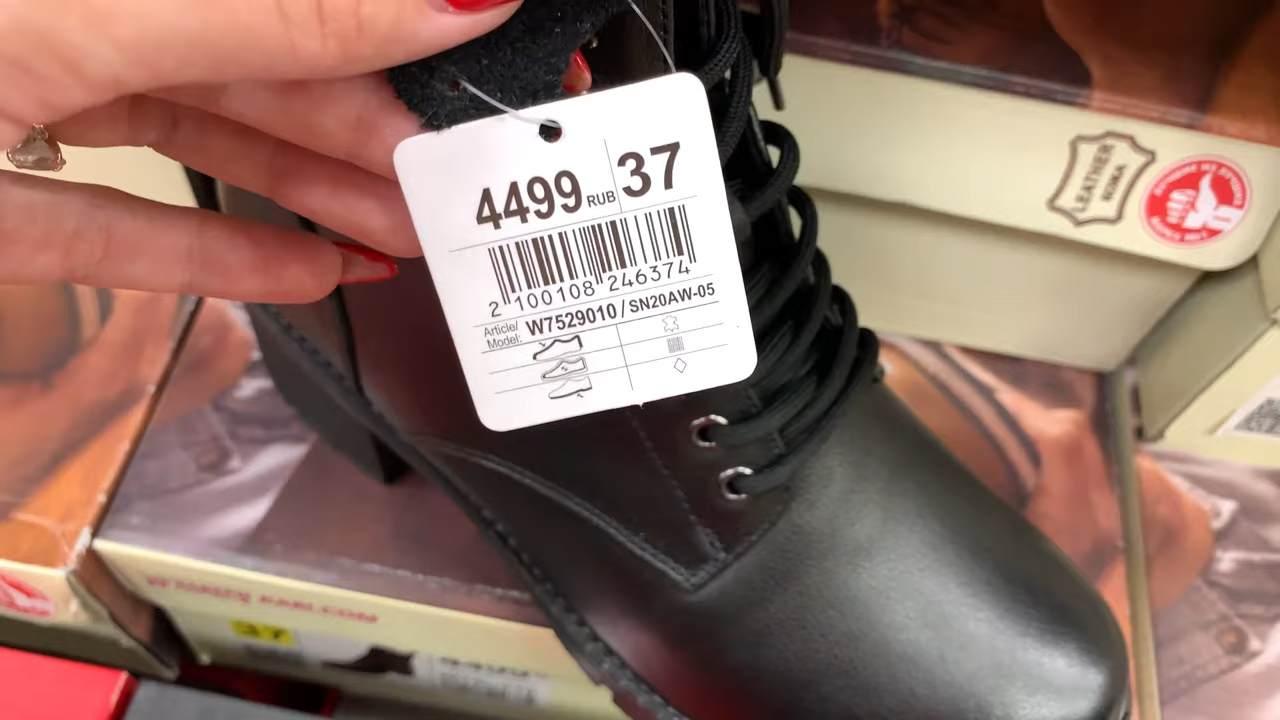 4499 RUB 37
2 100108 246374
Article/
Model: W7529010 / SN20AW-05
LEATHER
КОЖА
37